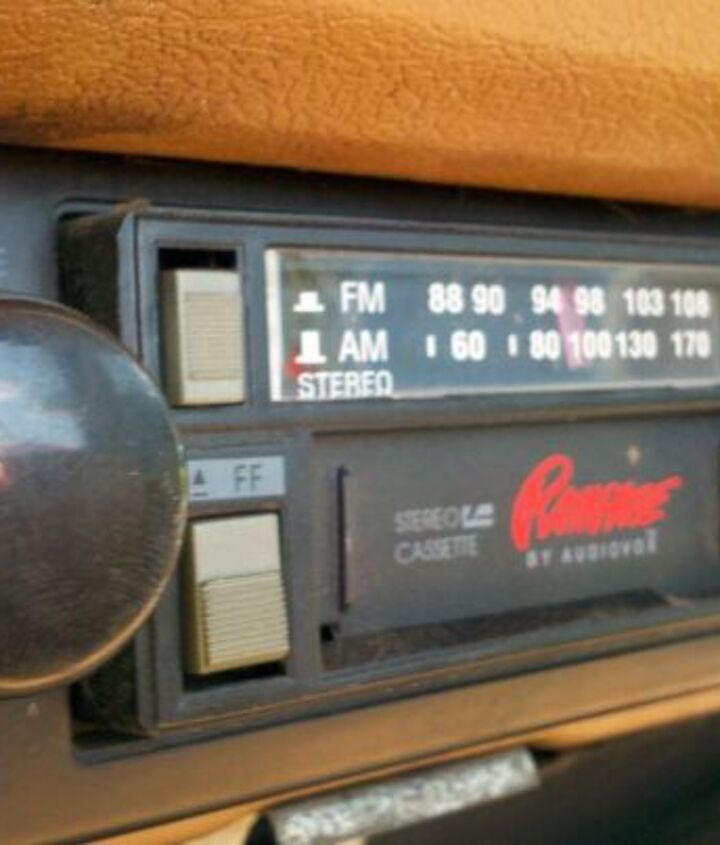 FM 88 90 94 98 103 108
AM 60 80 100 130 170
STEREO
FF
STEREO
CASSETTE
BY AUDIOVOX